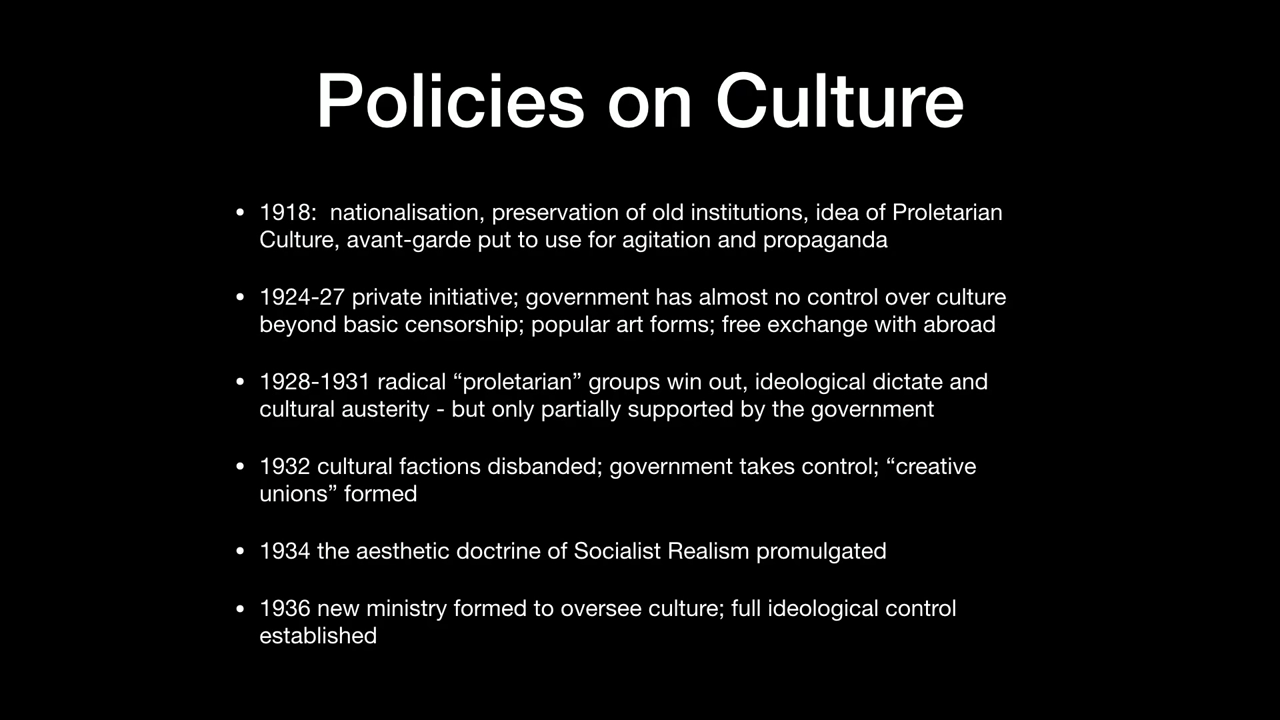 Policies on Culture
• 1918:  nationalisation, preservation of old institutions, idea of Proletarian
Culture, avant-garde put to use for agitation and propaganda
• 1924-27 private initiative; government has almost no control over culture
beyond basic censorship; popular art forms; free exchange with abroad
• 1928-1931 radical “proletarian” groups win out, ideological dictate and
cultural austerity - but only partially supported by the government
• 1932 cultural factions disbanded; government takes control; “creative
unions” formed
• 1934 the aesthetic doctrine of Socialist Realism promulgated
• 1936 new ministry formed to oversee culture; full ideological control
established